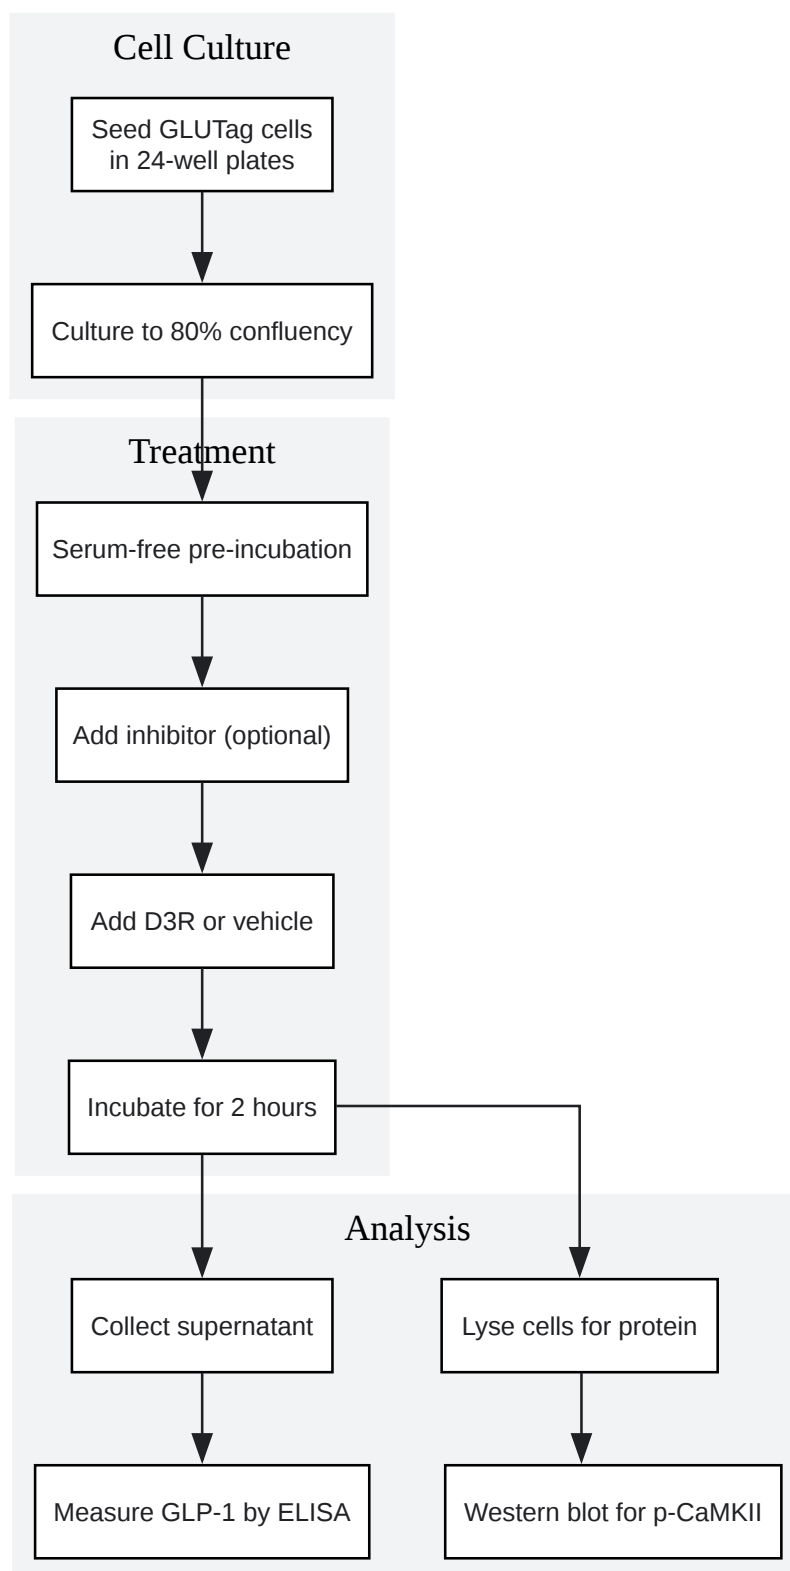 Cell Culture
Seed GLUTag cells
in 24-well plates
Culture to 80% confluency
Treatment
Serum-free pre-incubation
Add inhibitor (optional)
Add D3R or vehicle
Incubate for 2 hours
Analysis
Collect supernatant
Lyse cells for protein
Measure GLP-1 by ELISA
Western blot for p-CaMKII